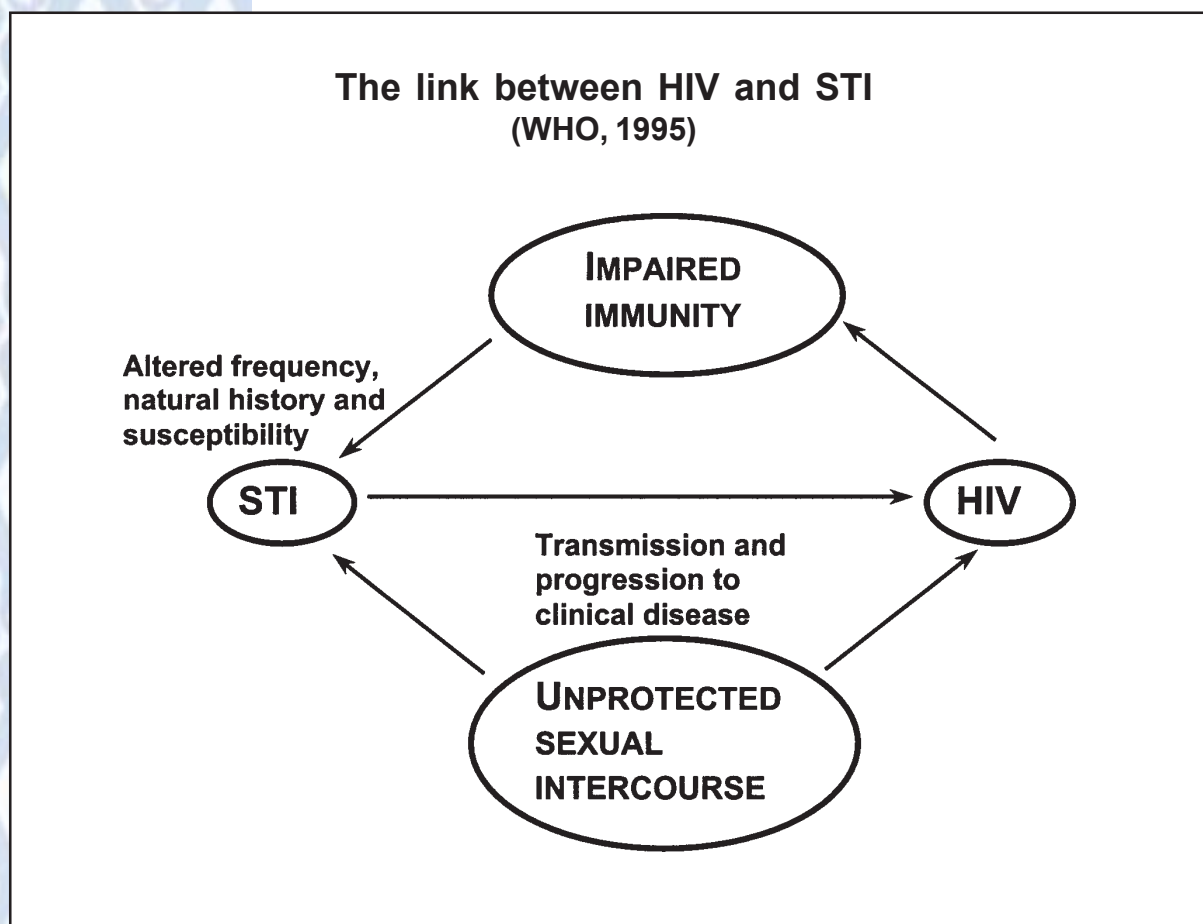 The link between HIV and STI
(WHO, 1995)
IMPAIRED
IMMUNITY
Altered frequency,
natural history and
susceptibility
STI
HIV
Transmission and
progression to
clinical disease
UNPROTECTED
SEXUAL
INTERCOURSE